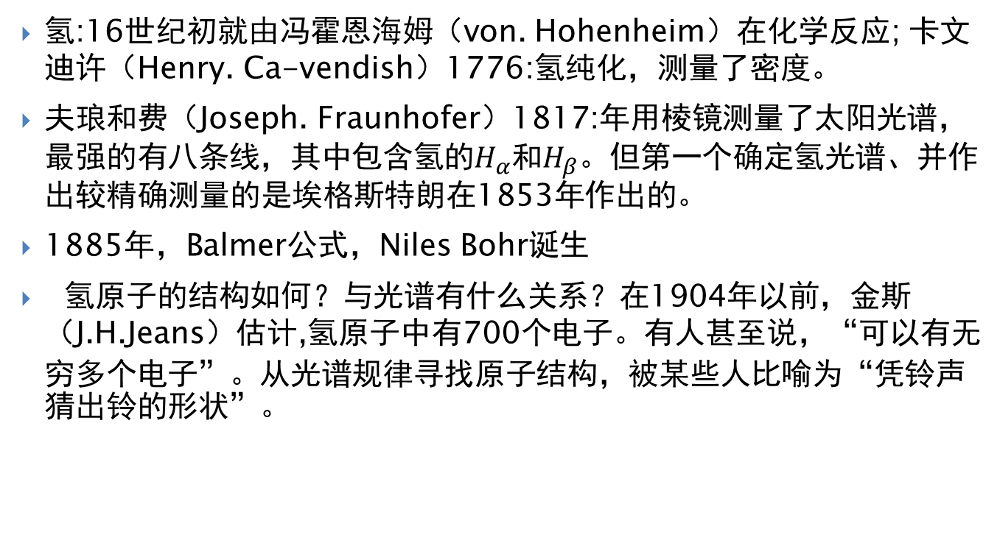 氢:16世纪初就由冯霍恩海姆（von. Hohenheim）在化学反应; 卡文
迪许（Henry. Ca-vendish）1776:氢纯化，测量了密度。
夫琅和费（Joseph. Fraunhofer）1817:年用棱镜测量了太阳光谱，
最强的有八条线，其中包含氢的Hα和Hβ。但第一个确定氢光谱、并作
出较精确测量的是埃格斯特朗在1853年作出的。
1885年，Balmer公式，Niles Bohr诞生
氢原子的结构如何？与光谱有什么关系？在1904年以前，金斯
（J.H.Jeans）估计,氢原子中有700个电子。有人甚至说，“可以有无
穷多个电子”。从光谱规律寻找原子结构，被某些人比喻为“凭铃声
猜出铃的形状”。